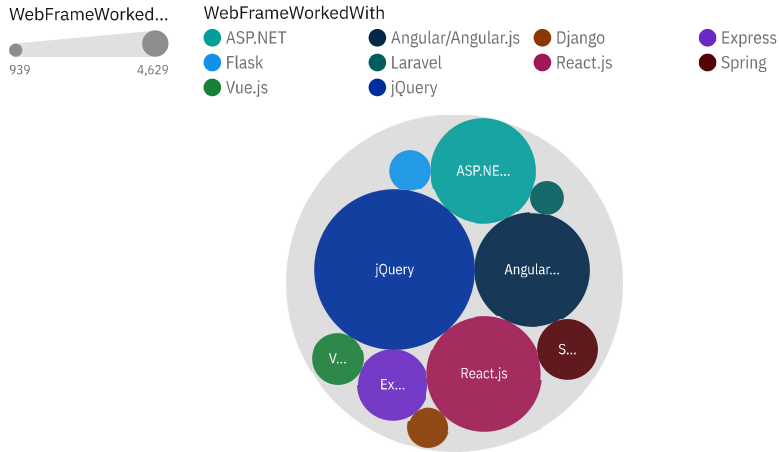 WebFrameWorked...
939
4,629
WebFrameWorkedWith
ASP.NET
Angular/Angular.js
Django
Express
Flask
Laravel
React.js
Spring
Vue.js
jQuery
ASP.NE...
jQuery
Angular...
V...
Ex...
React.js
S...